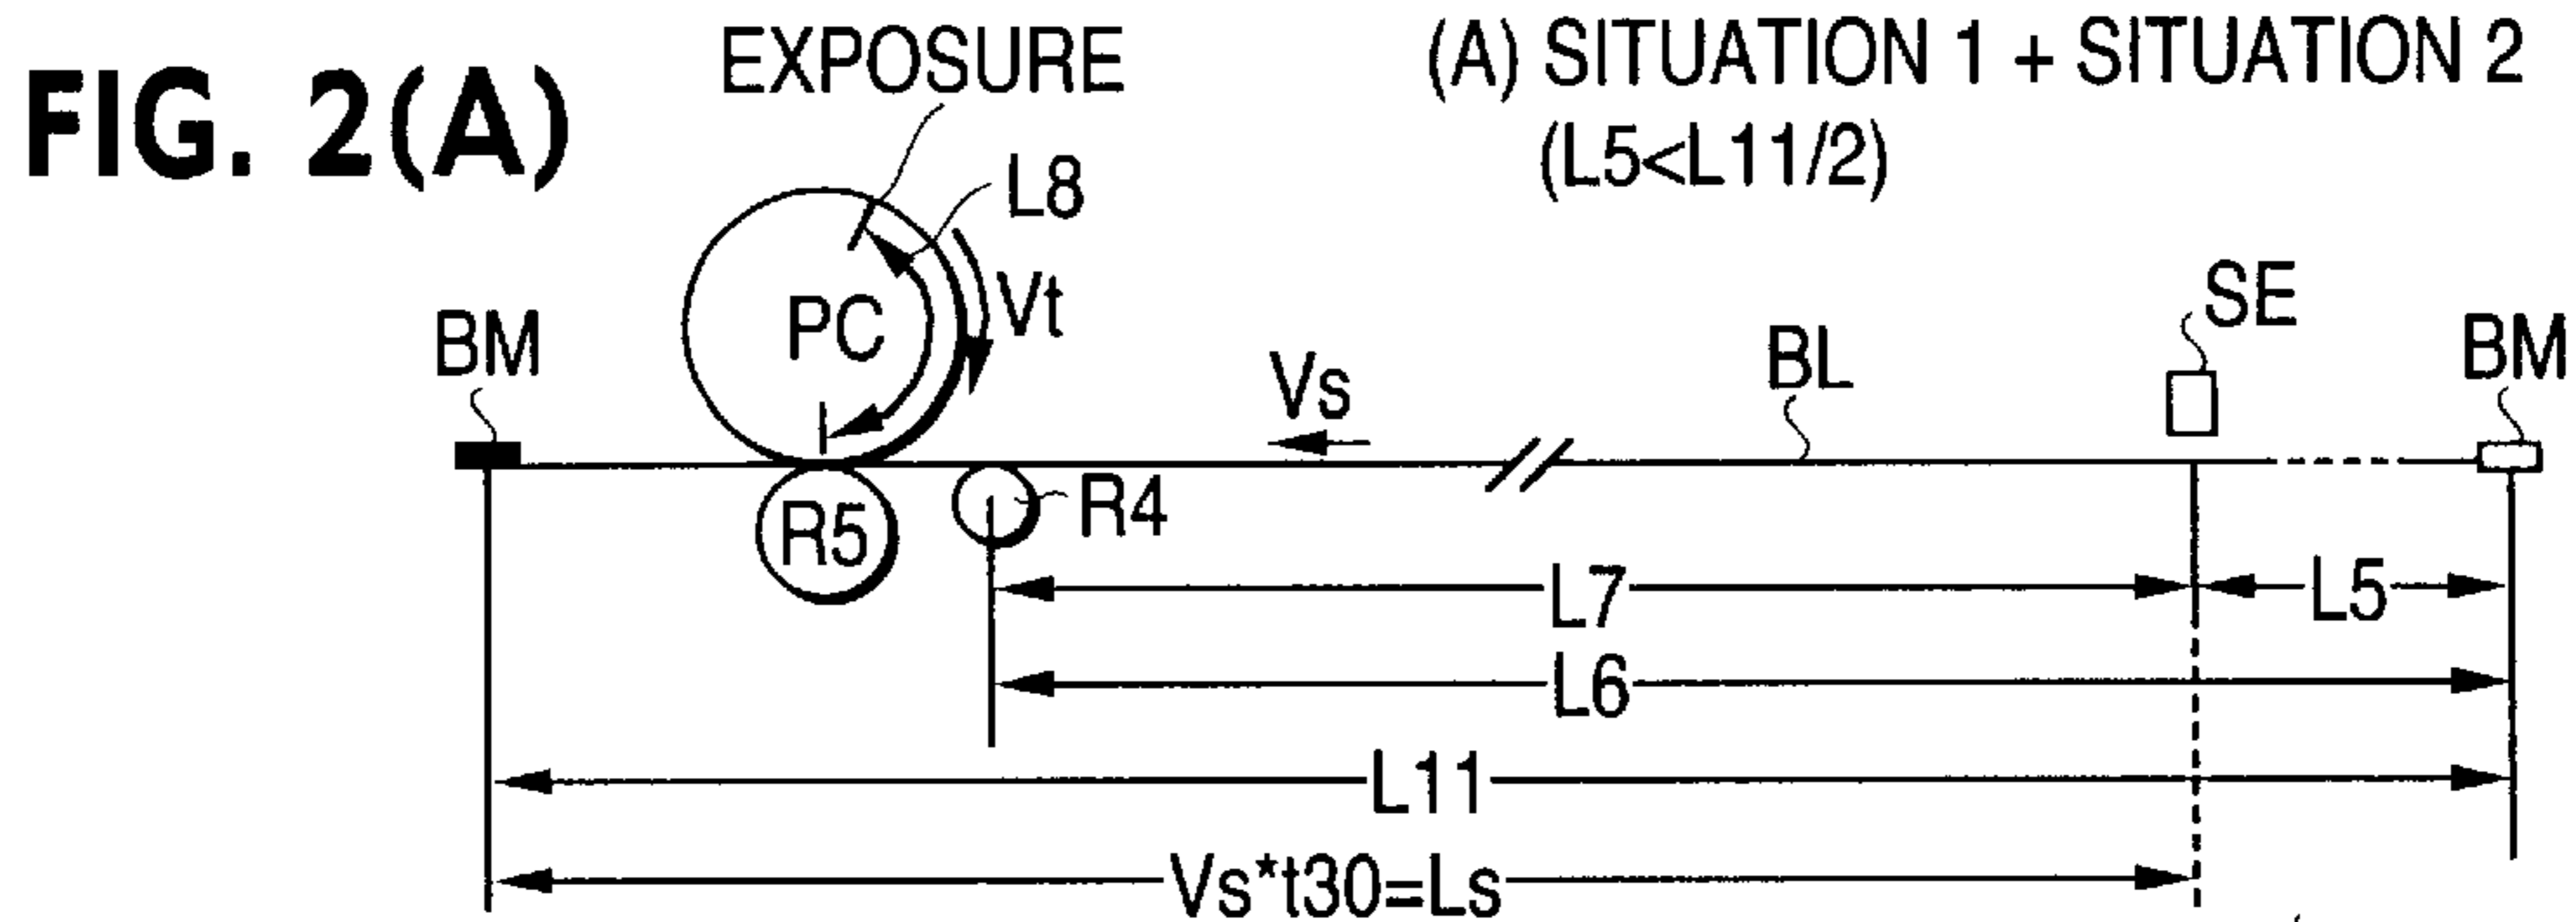 FIG. 2(A)
EXPOSURE
(A) SITUATION 1 + SITUATION 2
(L5<L11/2)
L8
Vt
PC
BM
Vs
BL
SE
BM
R5
R4
L7
L5
L6
L11
Vs*t30=Ls